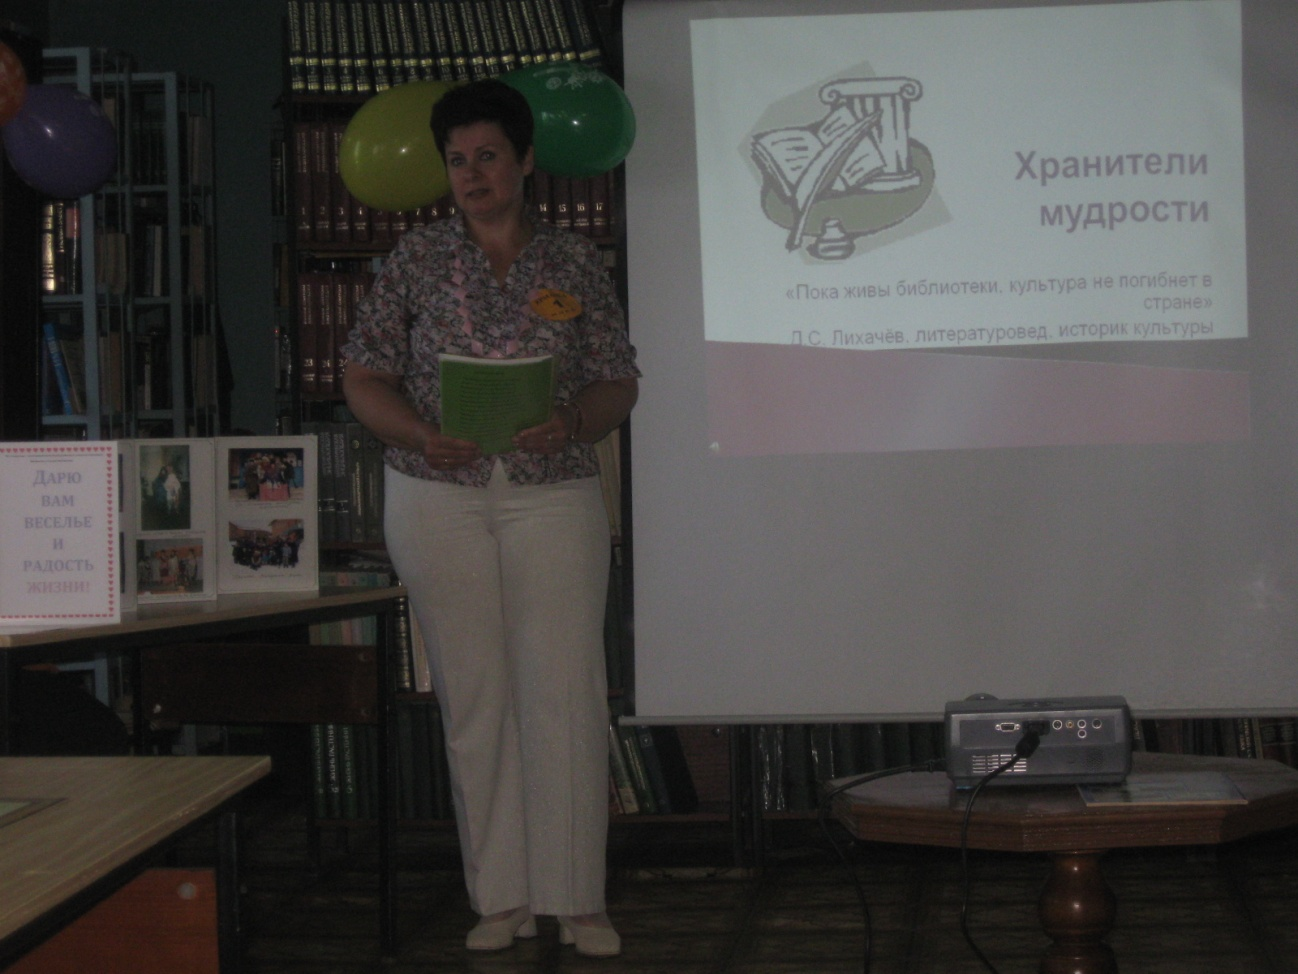 Хранители
мудрости
«Пока живы библиотеки, культура не погибнет в
стране»
Д.С. Лихачёв, литературовед, историк культуры
Дарю
вам
веселье
и
радость
жизни!